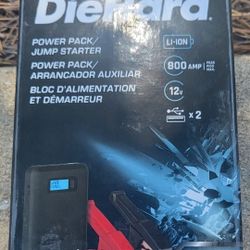 DieHard
POWER PACK/
JUMP STARTER
POWER PACK/
ARRANCADOR AUXILIAR
BLOC D'ALIMENTATION
ET DÉMARREUR
LI-ION
800 AMP
12v
x 2